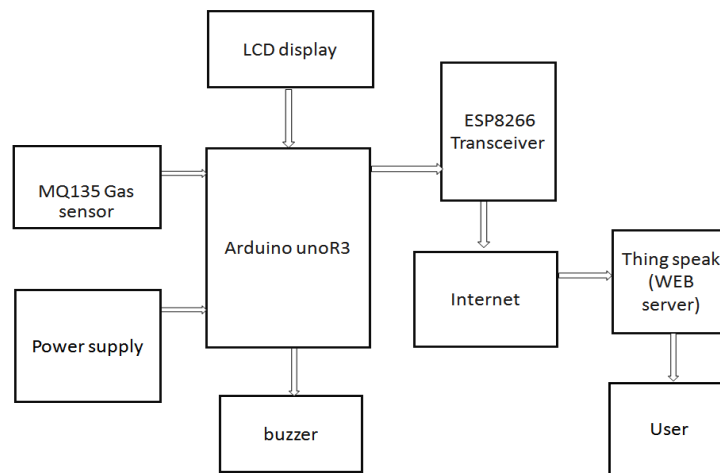 LCD display
ESP8266
Transceiver
MQ135 Gas
sensor
Arduino unoR3
Thing speak
(WEB
server)
Internet
Power supply
buzzer
User